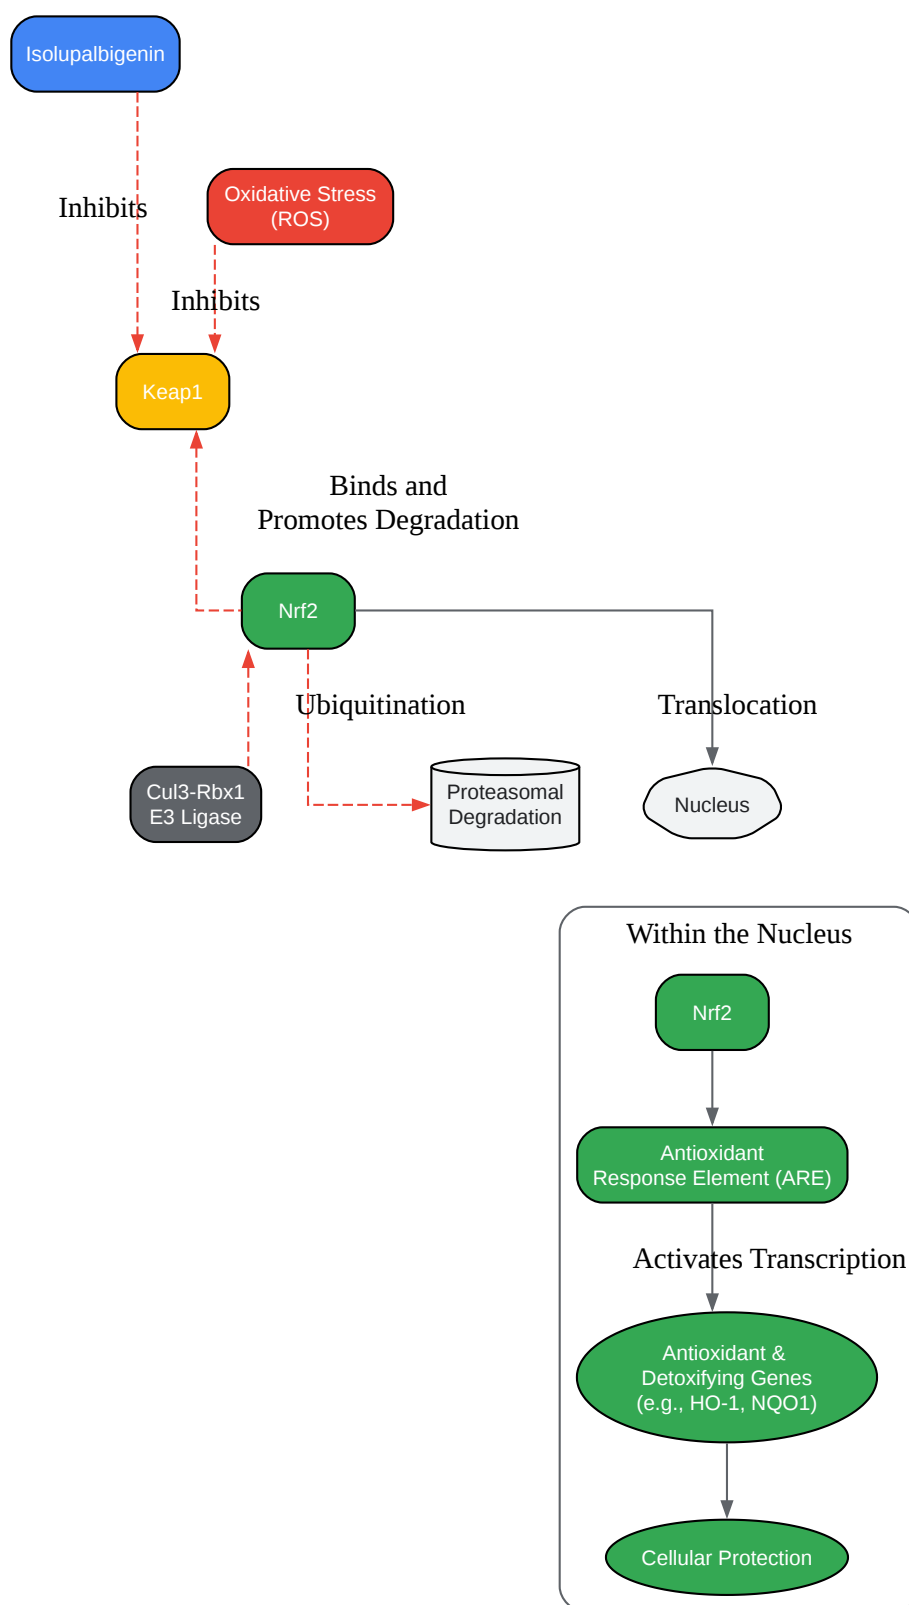 Isolupalbigenin
Inhibits
Oxidative Stress
(ROS)
Inhibits
Keap1
Binds and
Promotes Degradation
Nrf2
Ubiquitination
Translocation
Cul3-Rbx1
E3 Ligase
Proteasomal
Degradation
Nucleus
Within the Nucleus
Nrf2
Antioxidant
Response Element (ARE)
Activates Transcription
Antioxidant &
Detoxifying Genes
(e.g., HO-1, NQO1)
Cellular Protection